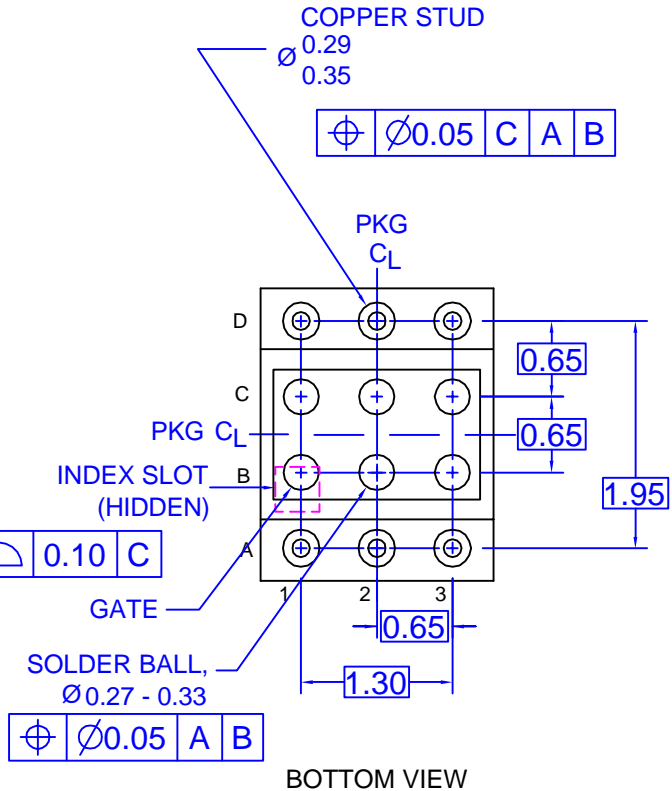 COPPER STUD
Ø 0.29
0.35
⌖ Ø0.05 C A B
PKG
CL
D
0.65
C
PKG CL
0.65
INDEX SLOT
(HIDDEN)
B
1.95
⌓ 0.10 C
A
GATE
1 2 3
0.65
SOLDER BALL,
Ø 0.27 - 0.33
1.30
⌖ Ø0.05 A B
BOTTOM VIEW